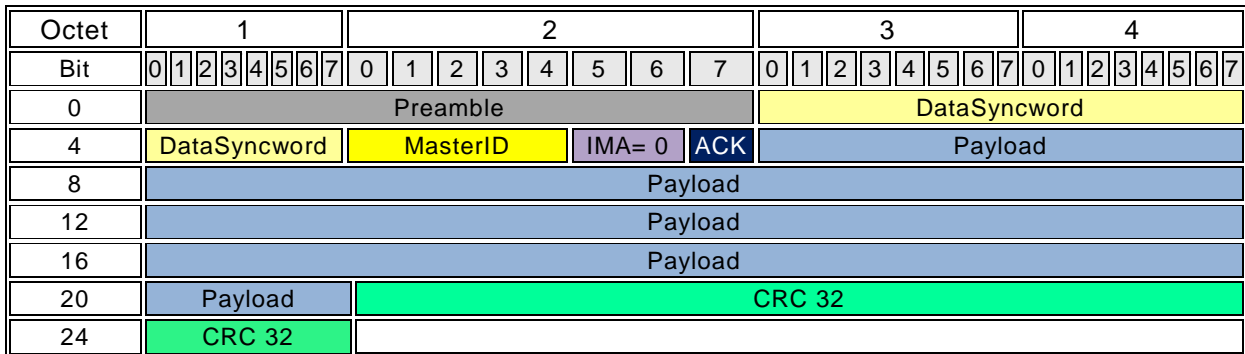 Octet 1 2 3 4
Bit 0 1 2 3 4 5 6 7 0 1 2 3 4 5 6 7 0 1 2 3 4 5 6 7 0 1 2 3 4 5 6 7
0 Preamble DataSyncword
4 DataSyncword MasterID IMA= 0 ACK Payload
8 Payload
12 Payload
16 Payload
20 Payload CRC 32
24 CRC 32